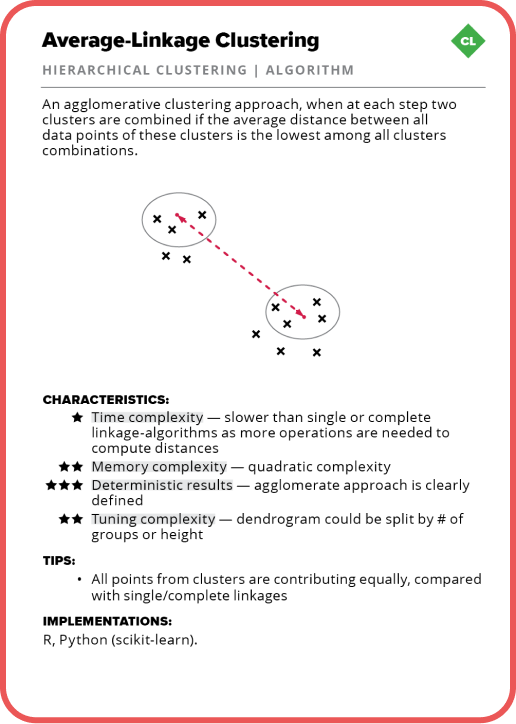 Average-Linkage Clustering
CL
HIERARCHICAL CLUSTERING | ALGORITHM
An agglomerative clustering approach, when at each step two
clusters are combined if the average distance between all
data points of these clusters is the lowest among all clusters
combinations.
CHARACTERISTICS:
★ Time complexity — slower than single or complete
linkage-algorithms as more operations are needed to
compute distances
★★ Memory complexity — quadratic complexity
★★★ Deterministic results — agglomerate approach is clearly
defined
★★ Tuning complexity — dendrogram could be split by # of
groups or height
TIPS:
• All points from clusters are contributing equally, compared
with single/complete linkages
IMPLEMENTATIONS:
R, Python (scikit-learn).